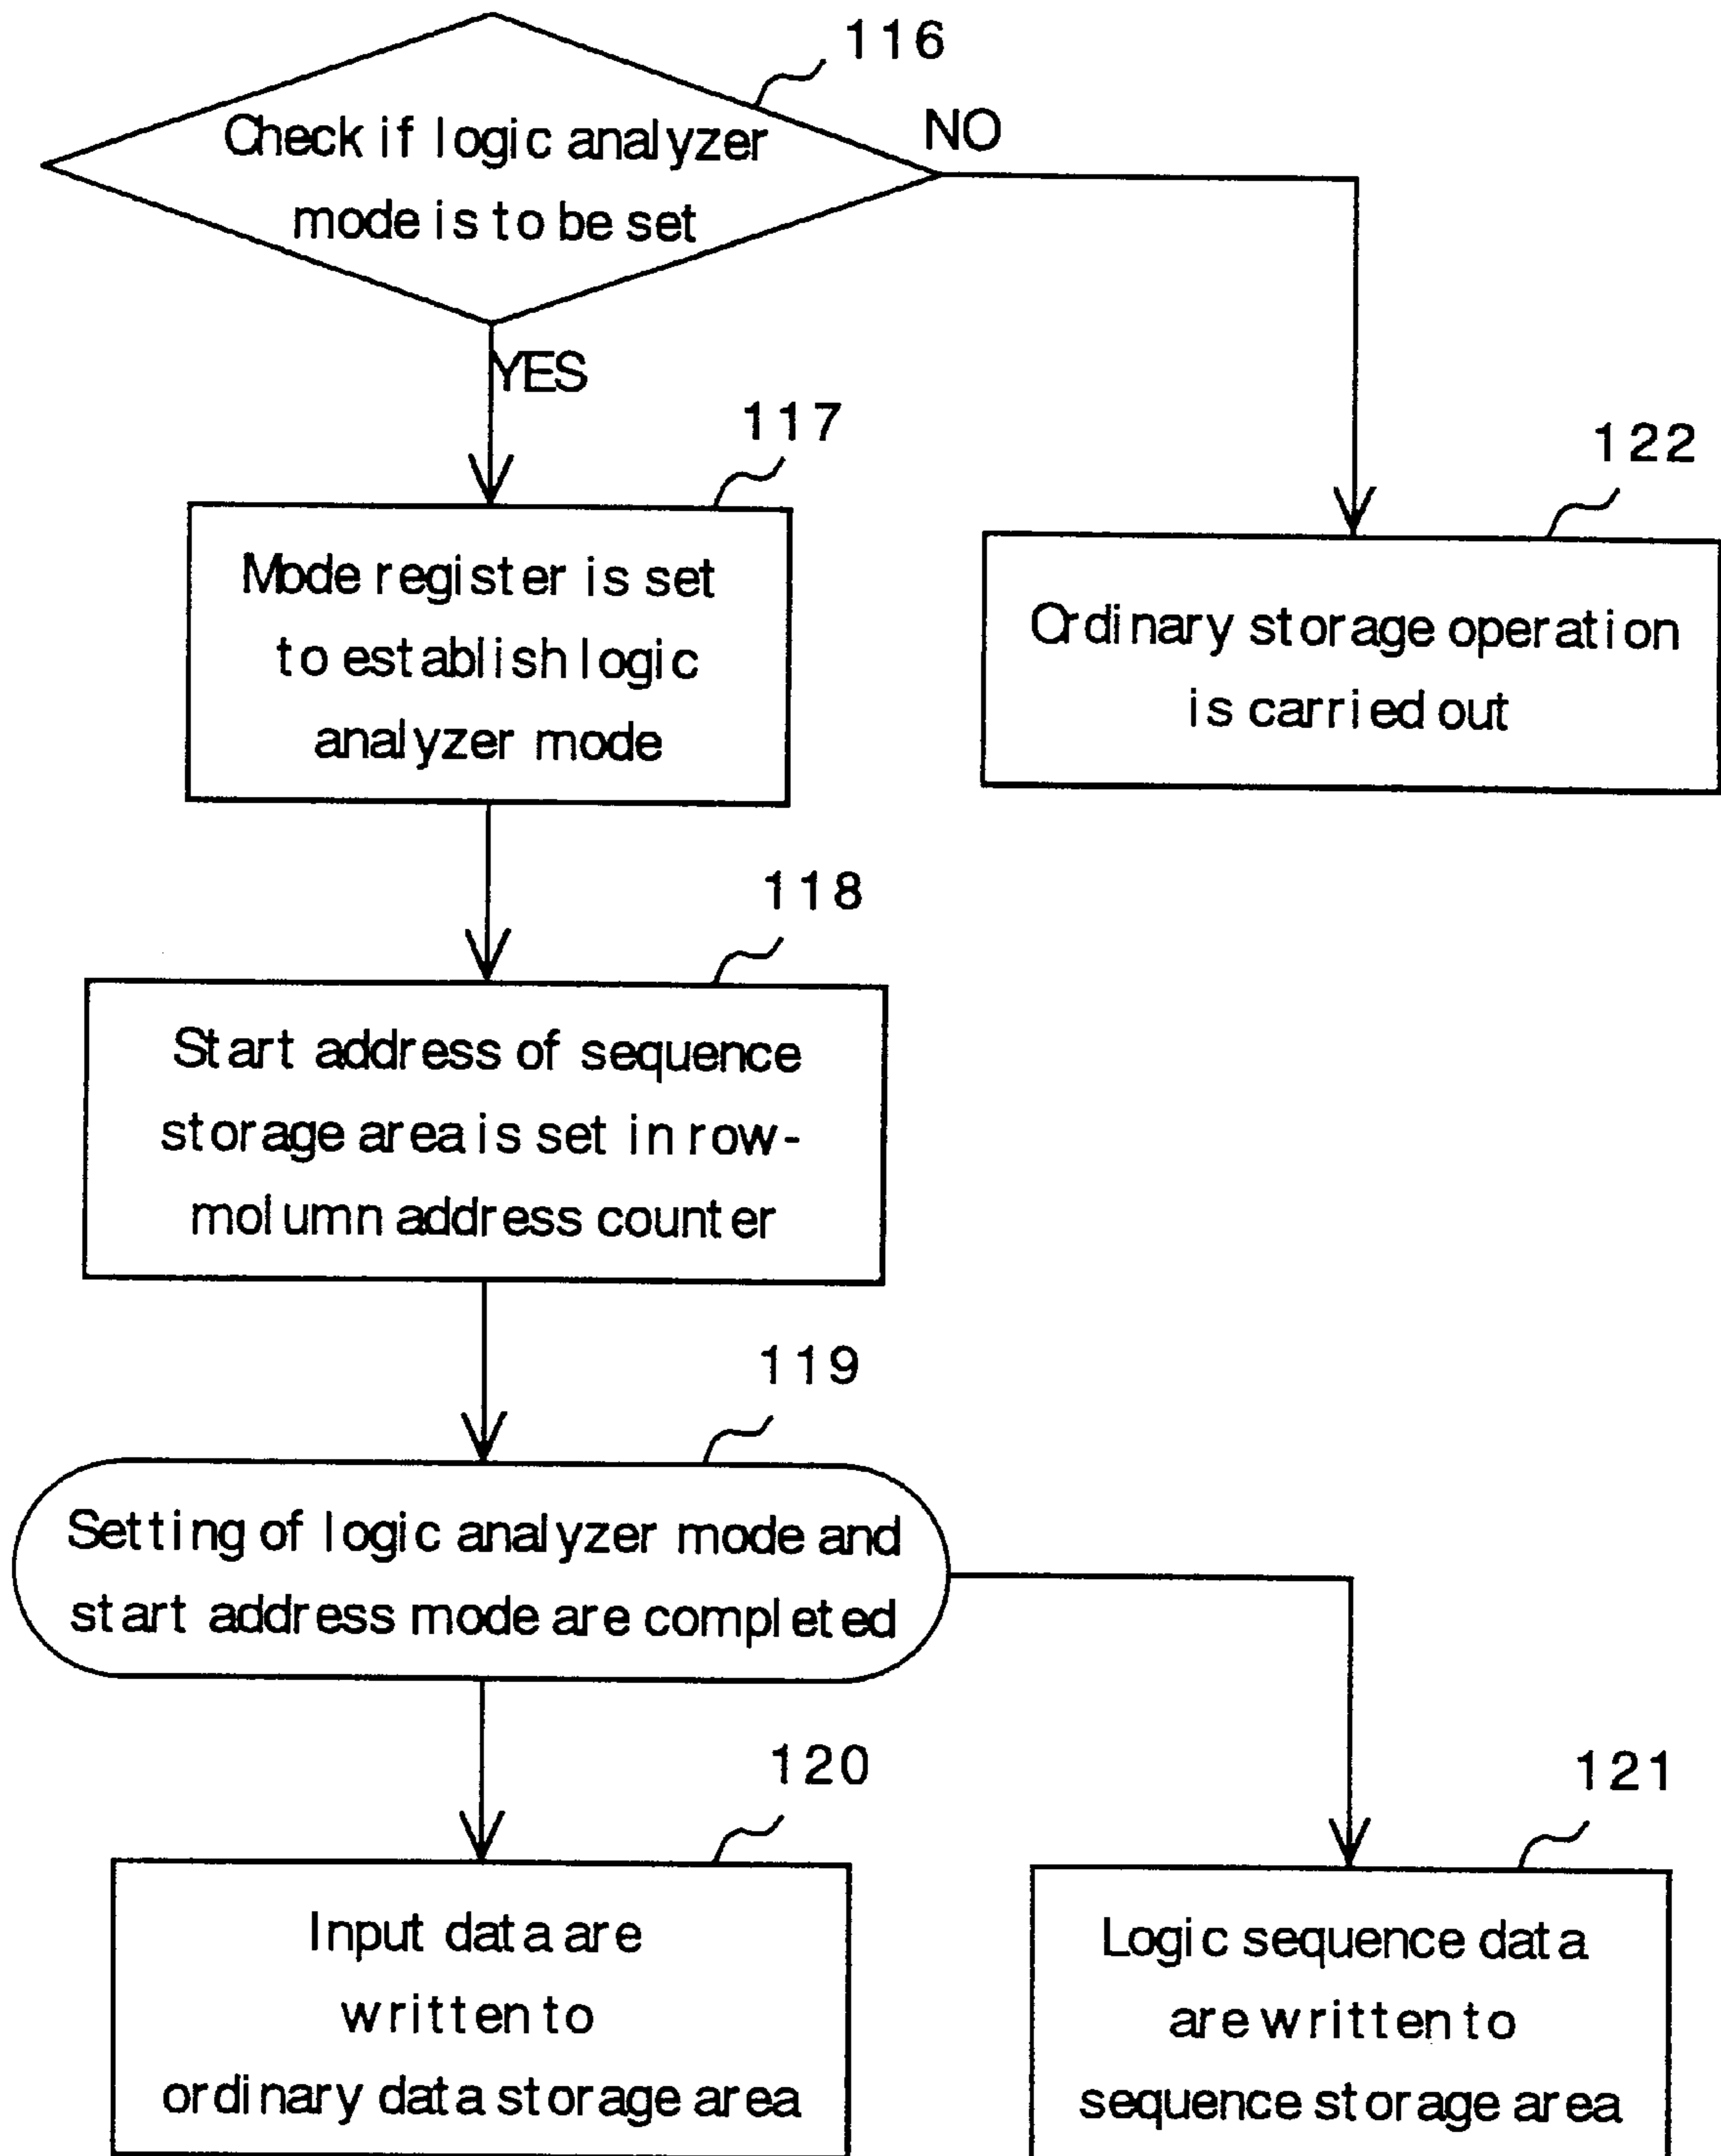 116
Check if logic analyzer
mode is to be set
NO
YES
117
Mode register is set
to establish logic
analyzer mode
122
Ordinary storage operation
is carried out
118
Start address of sequence
storage area is set in row-
molumn address counter
119
Setting of logic analyzer mode and
start address mode are completed
120
Input data are
written to
ordinary data storage area
121
Logic sequence data
are written to
sequence storage area